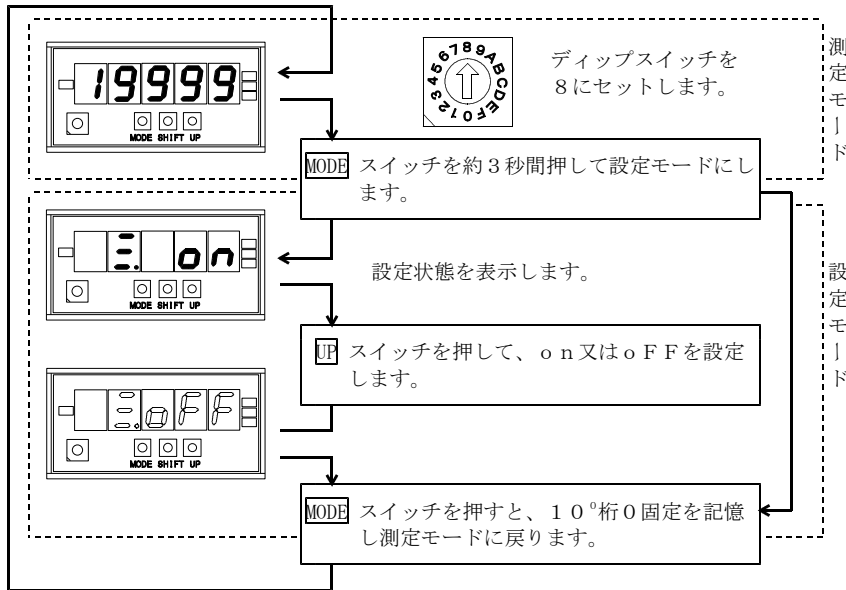 19999
MODE SHIFT UP
0123456789ABCDEF
ディップスイッチを
8にセットします。
測定モード
MODE スイッチを約3秒間押して設定モードにし
ます。
on
MODE SHIFT UP
設定状態を表示します。
設定モード
UP スイッチを押して、on又はoFFを設定
します。
oFF
MODE SHIFT UP
MODE スイッチを押すと、10⁰桁0固定を記憶
し測定モードに戻ります。